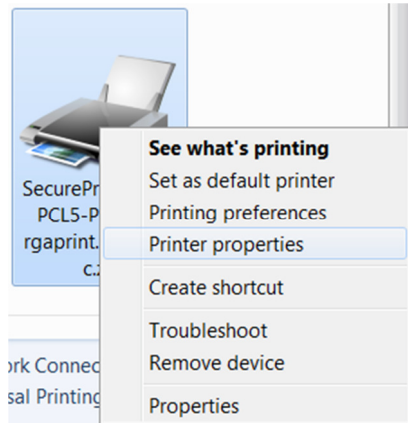 See what's printing
Set as default printer
SecurePr
Printing preferences
PCL5-P
Printer properties
rgaprint.
c.
Create shortcut
Troubleshoot
Remove device
ork Connec
sal Printing
Properties